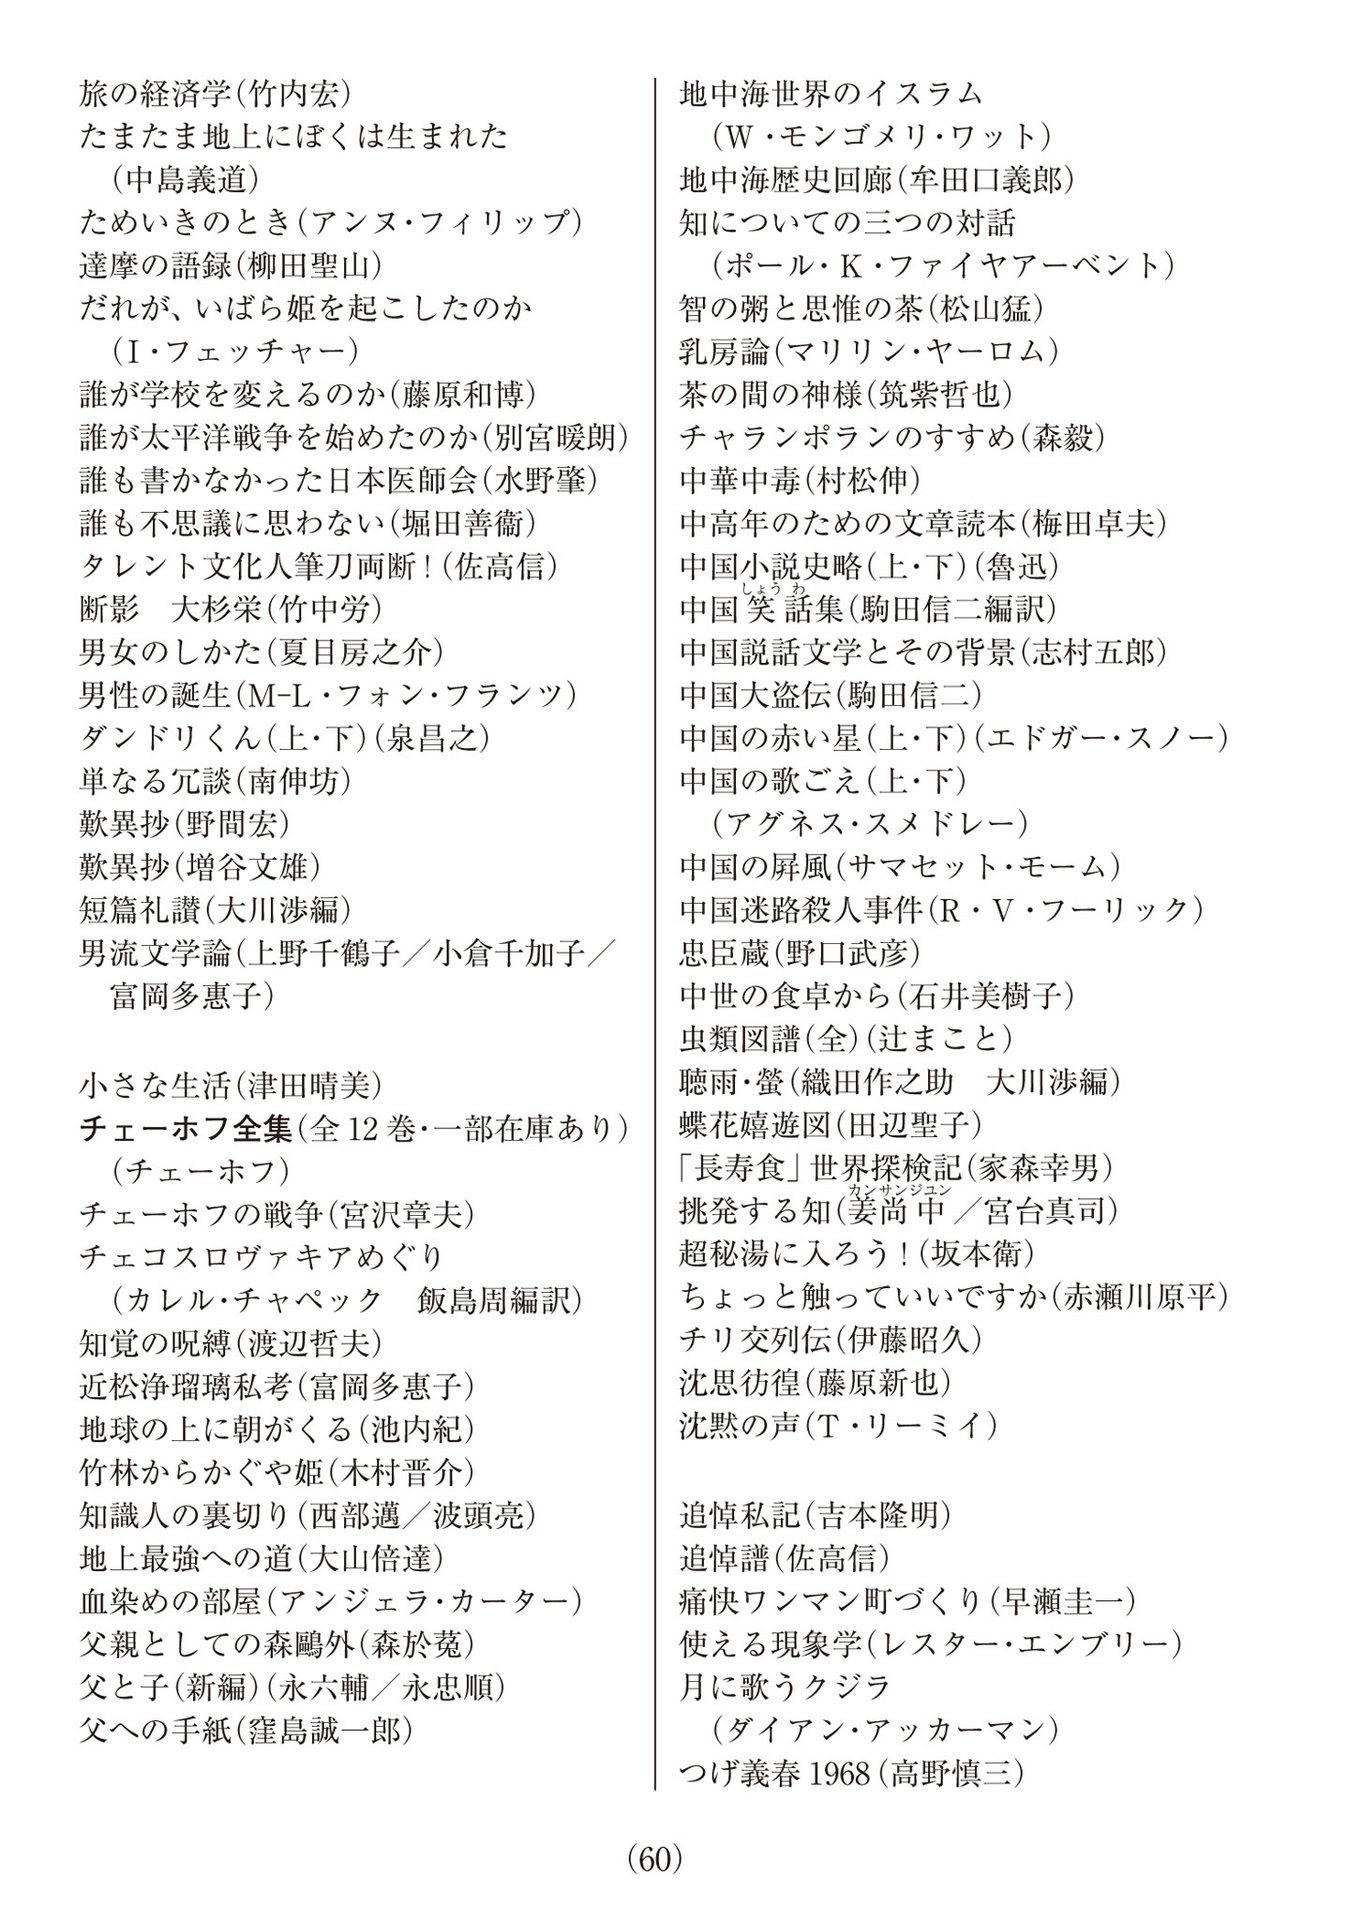 旅の経済学(竹内宏)
たまたま地上にぼくは生まれた
(中島義道)
ためいきのとき(アンヌ・フィリップ)
達摩の語録(柳田聖山)
だれが、いばら姫を起こしたのか
(I・フェッチャー)
誰が学校を変えるのか(藤原和博)
誰が太平洋戦争を始めたのか(別宮暖朗)
誰も書かなかった日本医師会(水野肇)
誰も不思議に思わない(堀田善衞)
タレント文化人筆刀両断!(佐高信)
断影　大杉栄(竹中労)
男女のしかた(夏目房之介)
男性の誕生(M-L・フォン・フランツ)
ダンドリくん(上・下)(泉昌之)
単なる冗談(南伸坊)
歎異抄(野間宏)
歎異抄(増谷文雄)
短篇礼讃(大川渉編)
男流文学論(上野千鶴子／小倉千加子／
富岡多惠子)
小さな生活(津田晴美)
チェーホフ全集(全12巻・一部在庫あり)
(チェーホフ)
チェーホフの戦争(宮沢章夫)
チェコスロヴァキアめぐり
(カレル・チャペック　飯島周編訳)
知覚の呪縛(渡辺哲夫)
近松浄瑠璃私考(富岡多惠子)
地球の上に朝がくる(池内紀)
竹林からかぐや姫(木村晋介)
知識人の裏切り(西部邁／波頭亮)
地上最強への道(大山倍達)
血染めの部屋(アンジェラ・カーター)
父親としての森鷗外(森於菟)
父と子(新編)(永六輔／永忠順)
父への手紙(窪島誠一郎)
地中海世界のイスラム
(W・モンゴメリ・ワット)
地中海歴史回廊(牟田口義郎)
知についての三つの対話
(ポール・K・ファイヤアーベント)
智の粥と思惟の茶(松山猛)
乳房論(マリリン・ヤーロム)
茶の間の神様(筑紫哲也)
チャランポランのすすめ(森毅)
中華中毒(村松伸)
中高年のための文章読本(梅田卓夫)
中国小説史略(上・下)(魯迅)
しょう わ
中国笑話集(駒田信二編訳)
中国説話文学とその背景(志村五郎)
中国大盗伝(駒田信二)
中国の赤い星(上・下)(エドガー・スノー)
中国の歌ごえ(上・下)
(アグネス・スメドレー)
中国の屛風(サマセット・モーム)
中国迷路殺人事件(R・V・フーリック)
忠臣蔵(野口武彦)
中世の食卓から(石井美樹子)
虫類図譜(全)(辻まこと)
聴雨・螢(織田作之助　大川渉編)
蝶花嬉遊図(田辺聖子)
「長寿食」世界探検記(家森幸男)
カンサンジュン
挑発する知(姜尚中／宮台真司)
超秘湯に入ろう!(坂本衛)
ちょっと触っていいですか(赤瀬川原平)
チリ交列伝(伊藤昭久)
沈思彷徨(藤原新也)
沈黙の声(T・リーミイ)
追悼私記(吉本隆明)
追悼譜(佐高信)
痛快ワンマン町づくり(早瀬圭一)
使える現象学(レスター・エンブリー)
月に歌うクジラ
(ダイアン・アッカーマン)
つげ義春1968(高野慎三)
(60)